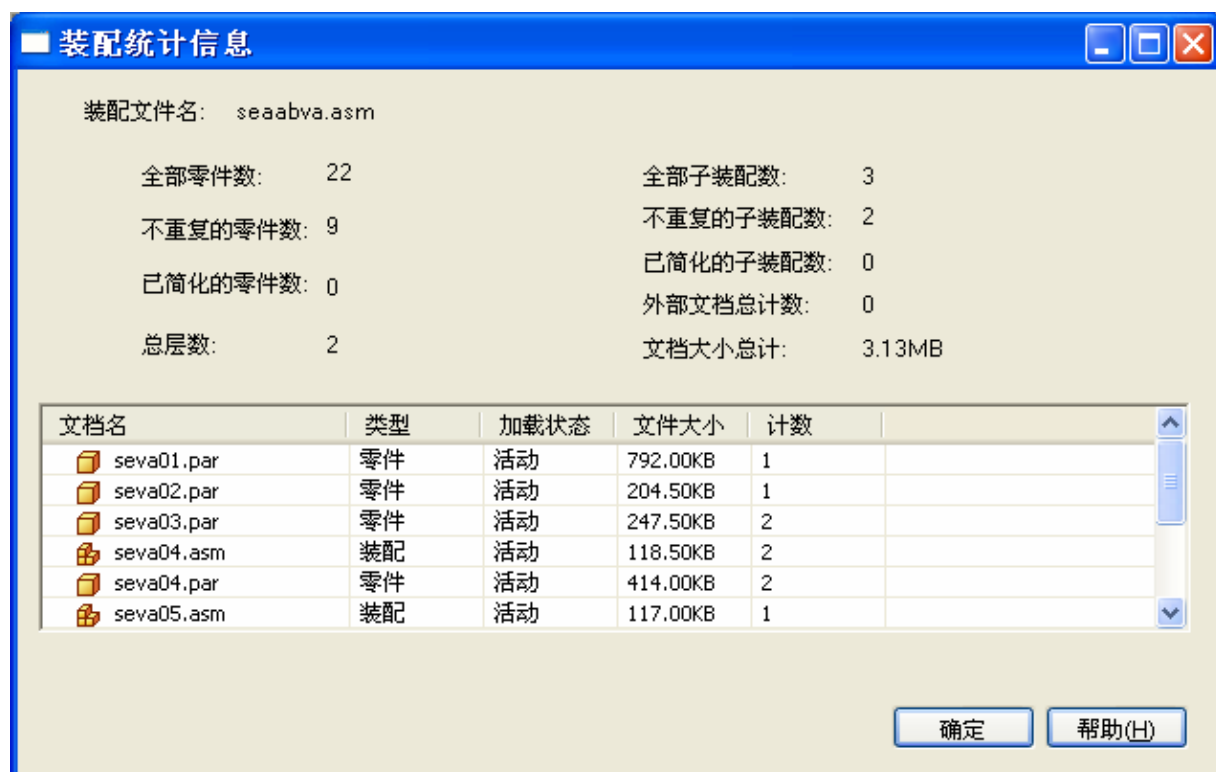 装配统计信息
装配文件名: seaabva.asm
全部零件数: 22 全部子装配数: 3
不重复的零件数: 9 不重复的子装配数: 2
已简化的零件数: 0 已简化的子装配数: 0
外部文档总计数: 0
总层数: 2 文档大小总计: 3.13MB
文档名 类型 加载状态 文件大小 计数
seva01.par 零件 活动 792.00KB 1
seva02.par 零件 活动 204.50KB 1
seva03.par 零件 活动 247.50KB 2
seva04.asm 装配 活动 118.50KB 2
seva04.par 零件 活动 414.00KB 2
seva05.asm 装配 活动 117.00KB 1
确定 帮助(H)